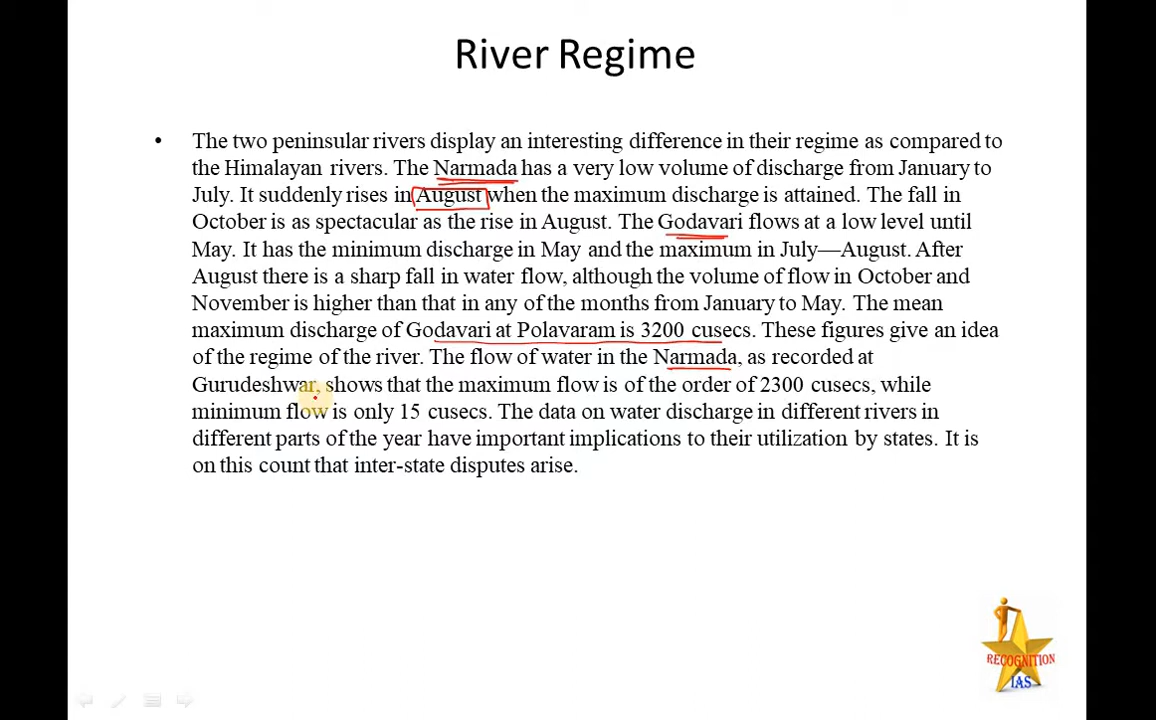 River Regime
• The two peninsular rivers display an interesting difference in their regime as compared to
the Himalayan rivers. The Narmada has a very low volume of discharge from January to
July. It suddenly rises in August when the maximum discharge is attained. The fall in
October is as spectacular as the rise in August. The Godavari flows at a low level until
May. It has the minimum discharge in May and the maximum in July—August. After
August there is a sharp fall in water flow, although the volume of flow in October and
November is higher than that in any of the months from January to May. The mean
maximum discharge of Godavari at Polavaram is 3200 cusecs. These figures give an idea
of the regime of the river. The flow of water in the Narmada, as recorded at
Gurudeshwar, shows that the maximum flow is of the order of 2300 cusecs, while
minimum flow is only 15 cusecs. The data on water discharge in different rivers in
different parts of the year have important implications to their utilization by states. It is
on this count that inter-state disputes arise.
RECOGNITION
IAS